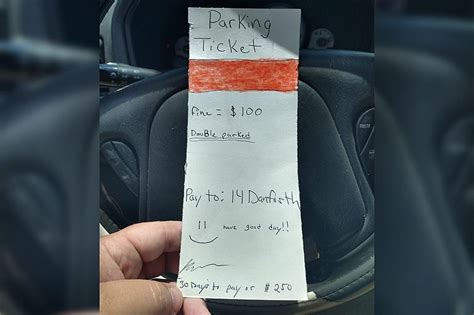 Parking
Ticket
Fine = $100
Double parked
Pay to: 14 Danforth
have good day!!
30 Days to pay or $250